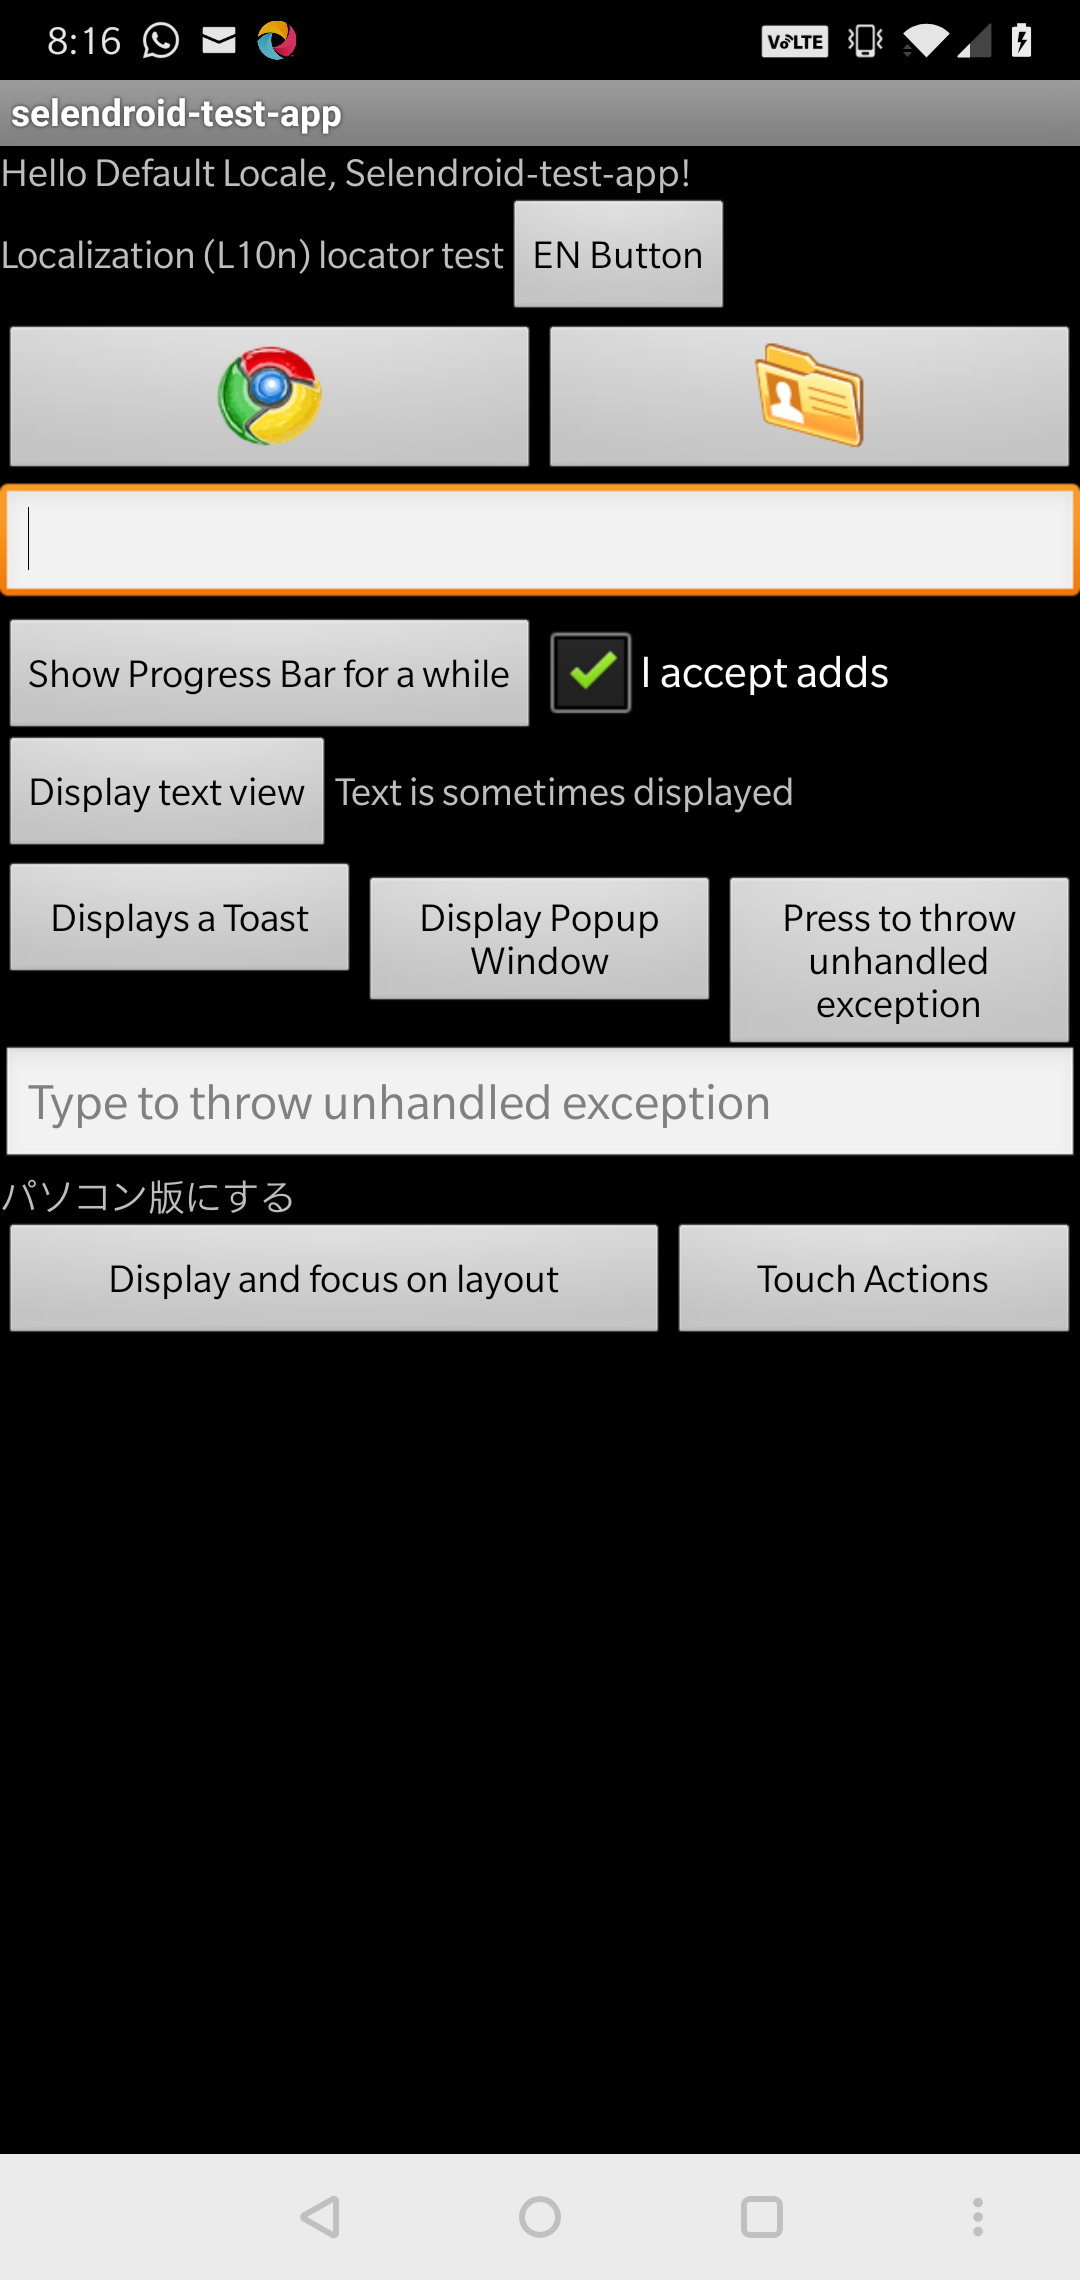 8:16
VoLTE
selendroid-test-app
Hello Default Locale, Selendroid-test-app!
Localization (L10n) locator test
EN Button
Show Progress Bar for a while
I accept adds
Display text view
Text is sometimes displayed
Displays a Toast
Display Popup
Window
Press to throw
unhandled
exception
Type to throw unhandled exception
パソコン版にする
Display and focus on layout
Touch Actions